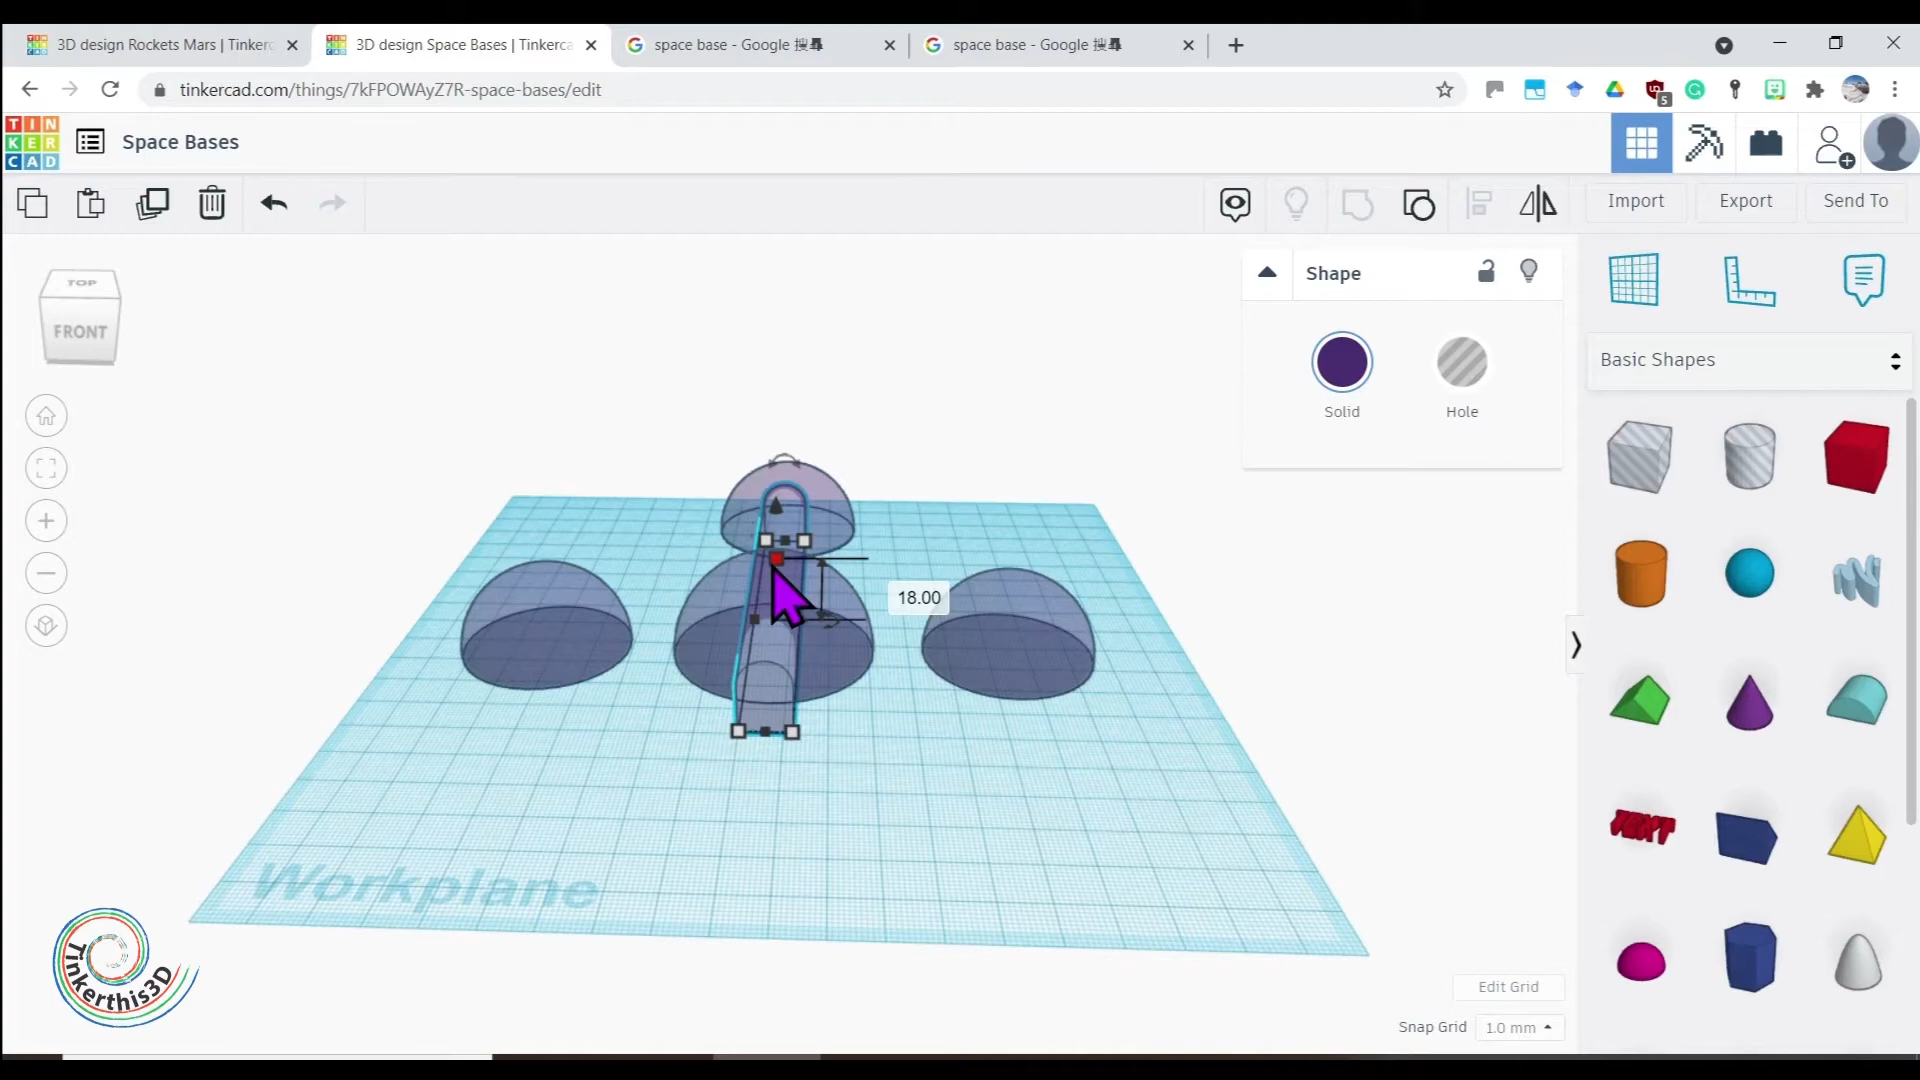 3D design Rockets Mars | Tinkerc
3D design Space Bases | Tinkerca
space base - Google 搜尋
space base - Google 搜尋
tinkercad.com/things/7kFPOWAyZ7R-space-bases/edit
5
TIN
KER
CAD
Space Bases
Import
Export
Send To
TOP
FRONT
Shape
Solid
Hole
Basic Shapes
18.00
TEXT
Workplane
Tinkerthis3D
Edit Grid
Snap Grid
1.0 mm